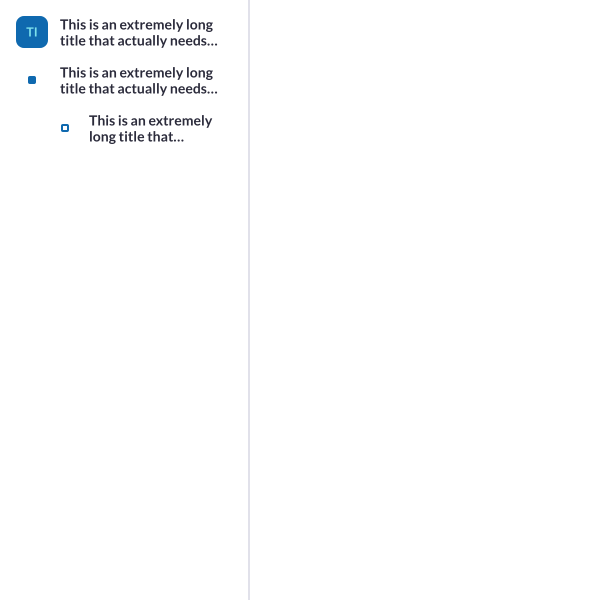 TI
This is an extremely long
title that actually needs...
This is an extremely long
title that actually needs...
This is an extremely
long title that...